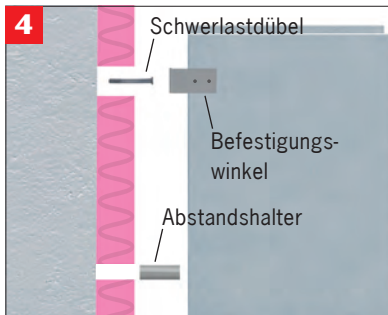 4
Schwerlastdübel
Befestigungs-
winkel
Abstandshalter